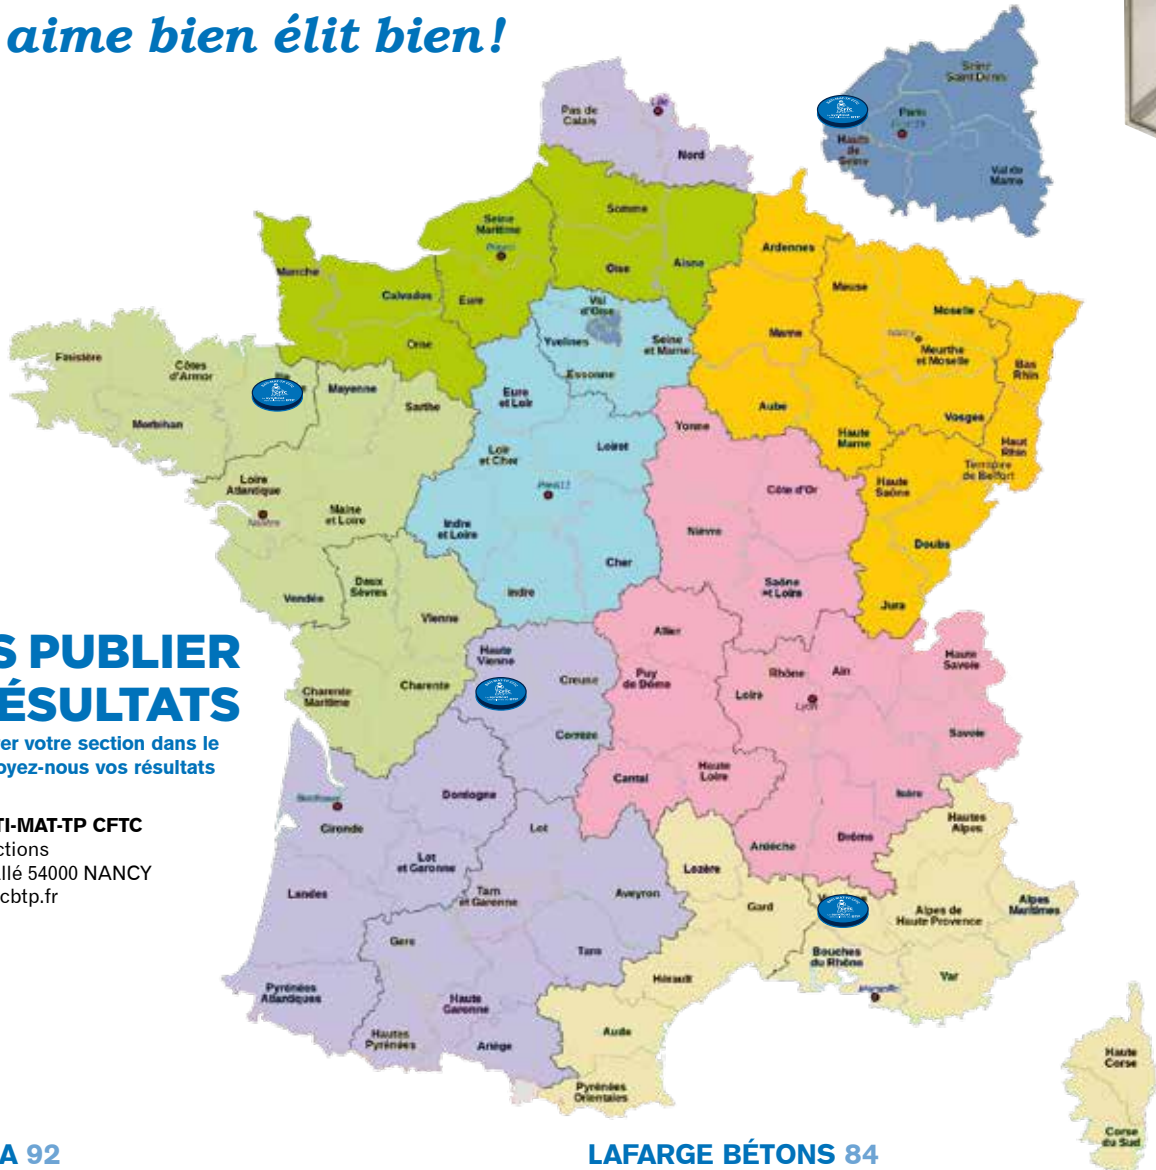 aime bien élit bien!
Seine
Saint Denis
Paris
Hauts
de
Seine
Val de
Marne
Pas de
Calais
Lille
Nord
Somme
Seine
Maritime
Oise
Aisne
Ardennes
Manche
Calvados
Eure
Orne
Val
d'Oise
Yvelines
Seine
et Marne
Essonne
Meuse
Moselle
Marne
Nancy
Meurthe
et Moselle
Bas
Rhin
Aube
Haute
Marne
Vosges
Haut
Rhin
Territoire
de Belfort
Finistère
Côtes
d'Armor
Morbihan
Mayenne
Sarthe
Eure
et Loir
Loir
et Cher
Loiret
Yonne
Côte d'Or
Haute
Saône
Loire
Atlantique
Nantes
Maine
et Loire
Indre
et Loire
Cher
Nièvre
Doubs
Vendée
Deux
Sèvres
Vienne
Indre
Saône
et Loire
Jura
S PUBLIER
ÉSULTATS
er votre section dans le
oyez-nous vos résultats
TI-MAT-TP CFTC
ctions
llé 54000 NANCY
cbtp.fr
Charente
Maritime
Charente
Haute
Vienne
Creuse
Corrèze
Allier
Puy
de Dôme
Rhône
Ain
Loire
Lyon
Haute
Savoie
Savoie
Cantal
Haute
Loire
Isère
Bordeaux
Gironde
Dordogne
Lot
Lot
et Garonne
Landes
Tarn
et Garonne
Aveyron
Lozère
Ardèche
Drôme
Hautes
Alpes
Gers
Tarn
Gard
Alpes de
Haute Provence
Alpes
Maritimes
Pyrénées
Atlantiques
Haute
Garonne
Hérault
Bouches
du Rhône
Marseille
Var
Hautes
Pyrénées
Ariège
Aude
Pyrénées
Orientales
Haute
Corse
Corse
du Sud
A 92
LAFARGE BÉTONS 84